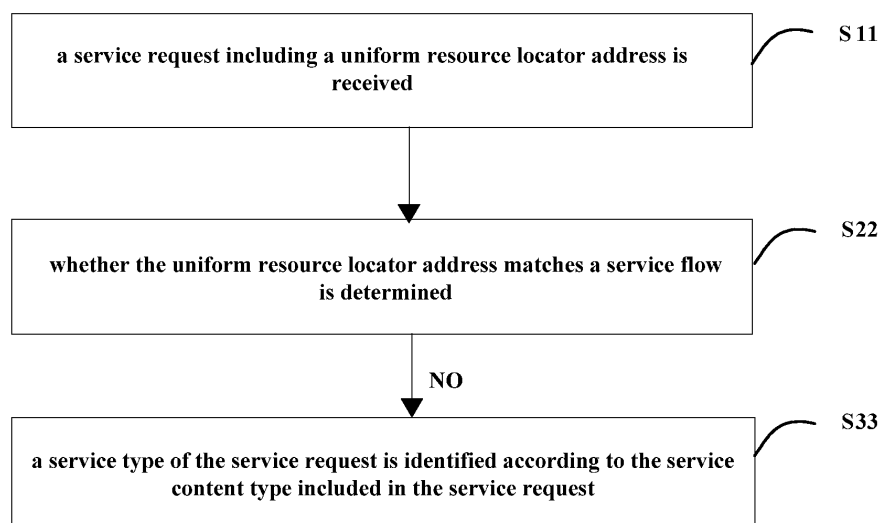 a service request including a uniform resource locator address is
received
S11
whether the uniform resource locator address matches a service flow
is determined
S22
NO
a service type of the service request is identified according to the service
content type included in the service request
S33